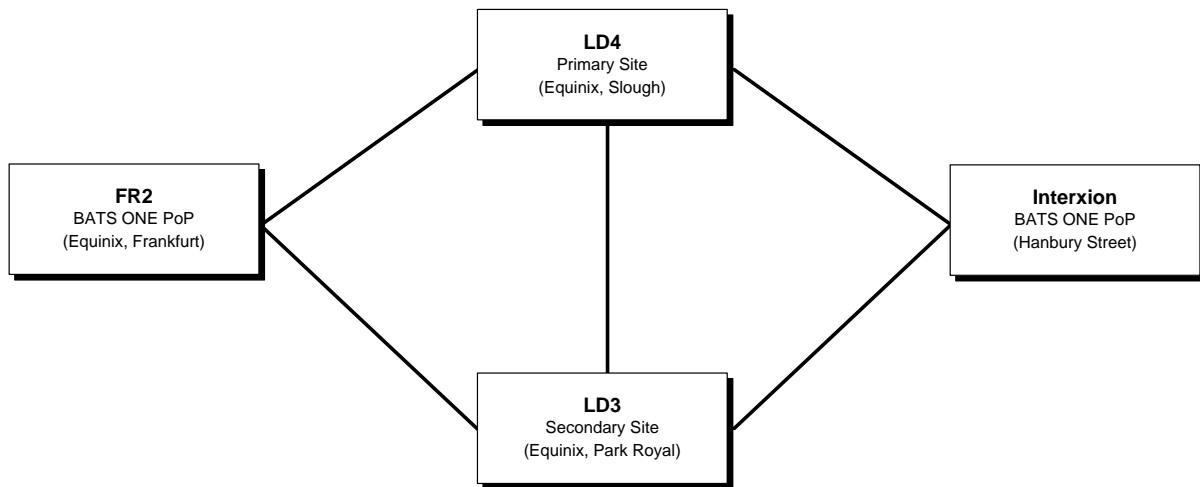 LD4
Primary Site
(Equinix, Slough)
FR2
BATS ONE PoP
(Equinix, Frankfurt)
Interxion
BATS ONE PoP
(Hanbury Street)
LD3
Secondary Site
(Equinix, Park Royal)